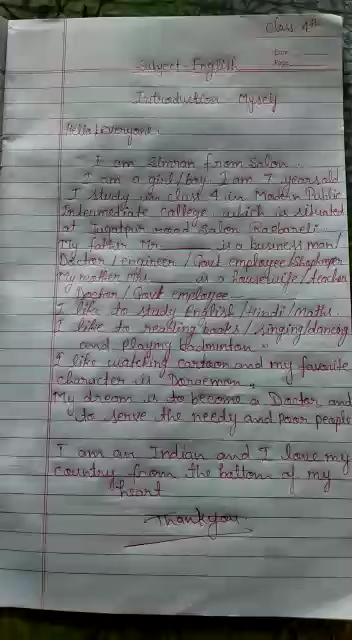 Class 4th
Date
Page
Subject - English
Introduction Myself
Hello Everyone.
I am Simran from Salon.
I am a girl/boy. I am 7 years old
I study in class 4 in Modern Public
Intermediate college which is situated
at Jagatpur road Salon Raebareli.
My father Mr. ___ is a business man/
Doctor/engineer/Govt employee/Shopkeeper
My mother Mrs. ___ is a housewife/teacher
Doctor/Govt employee
I like to study English/Hindi/Maths.
I like to reading books/singing/dancing
and playing badminton.
I like watching cartoon and my favorite
character is Doraemon.
My dream is to become a Doctor and
to serve the needy and poor people
I am an Indian and I love my
country from the bottom of my
heart
Thankyou